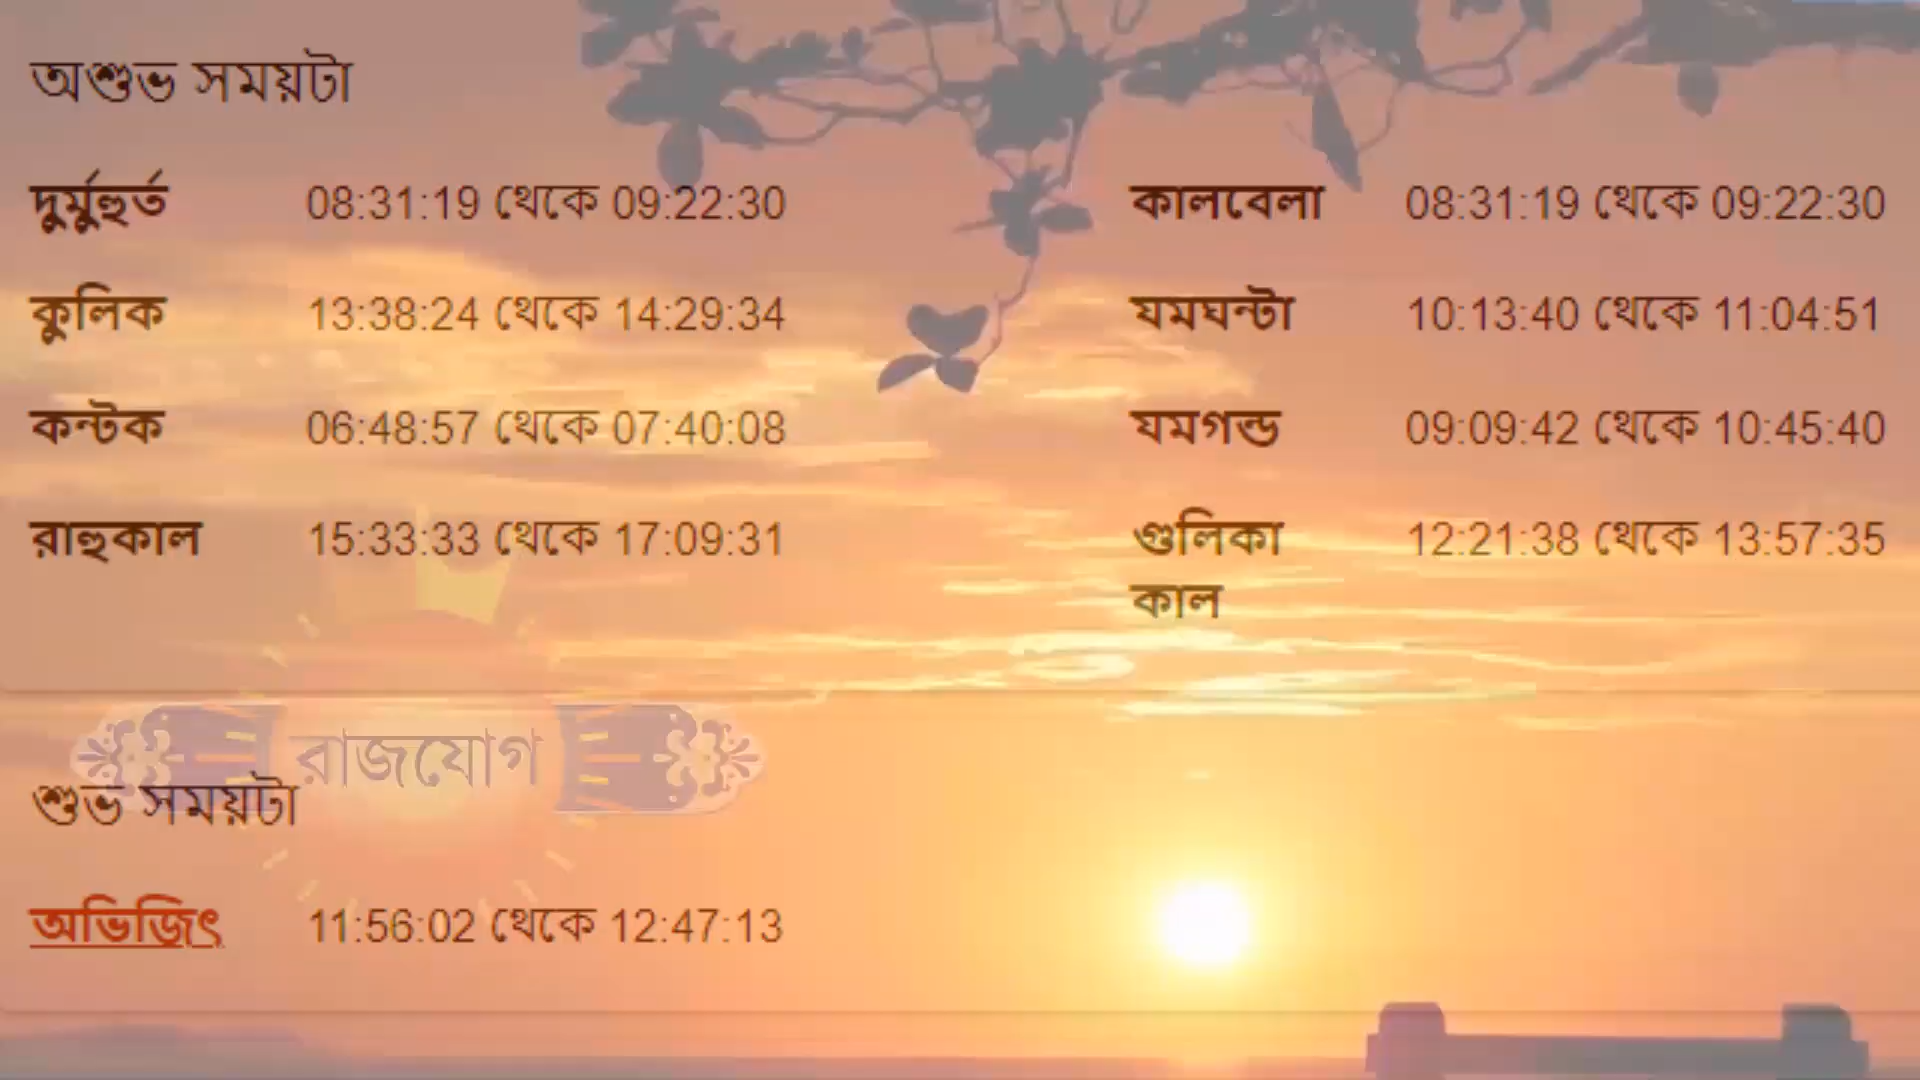 অশুভ সময়টা
দুর্মুহুর্ত 08:31:19 থেকে 09:22:30 কালবেলা 08:31:19 থেকে 09:22:30
কুলিক 13:38:24 থেকে 14:29:34 যমঘন্টা 10:13:40 থেকে 11:04:51
কন্টক 06:48:57 থেকে 07:40:08 যমগন্ড 09:09:42 থেকে 10:45:40
রাহুকাল 15:33:33 থেকে 17:09:31 গুলিকা 12:21:38 থেকে 13:57:35
কাল
রাজযোগ
শুভ সময়টা
অভিজিৎ 11:56:02 থেকে 12:47:13